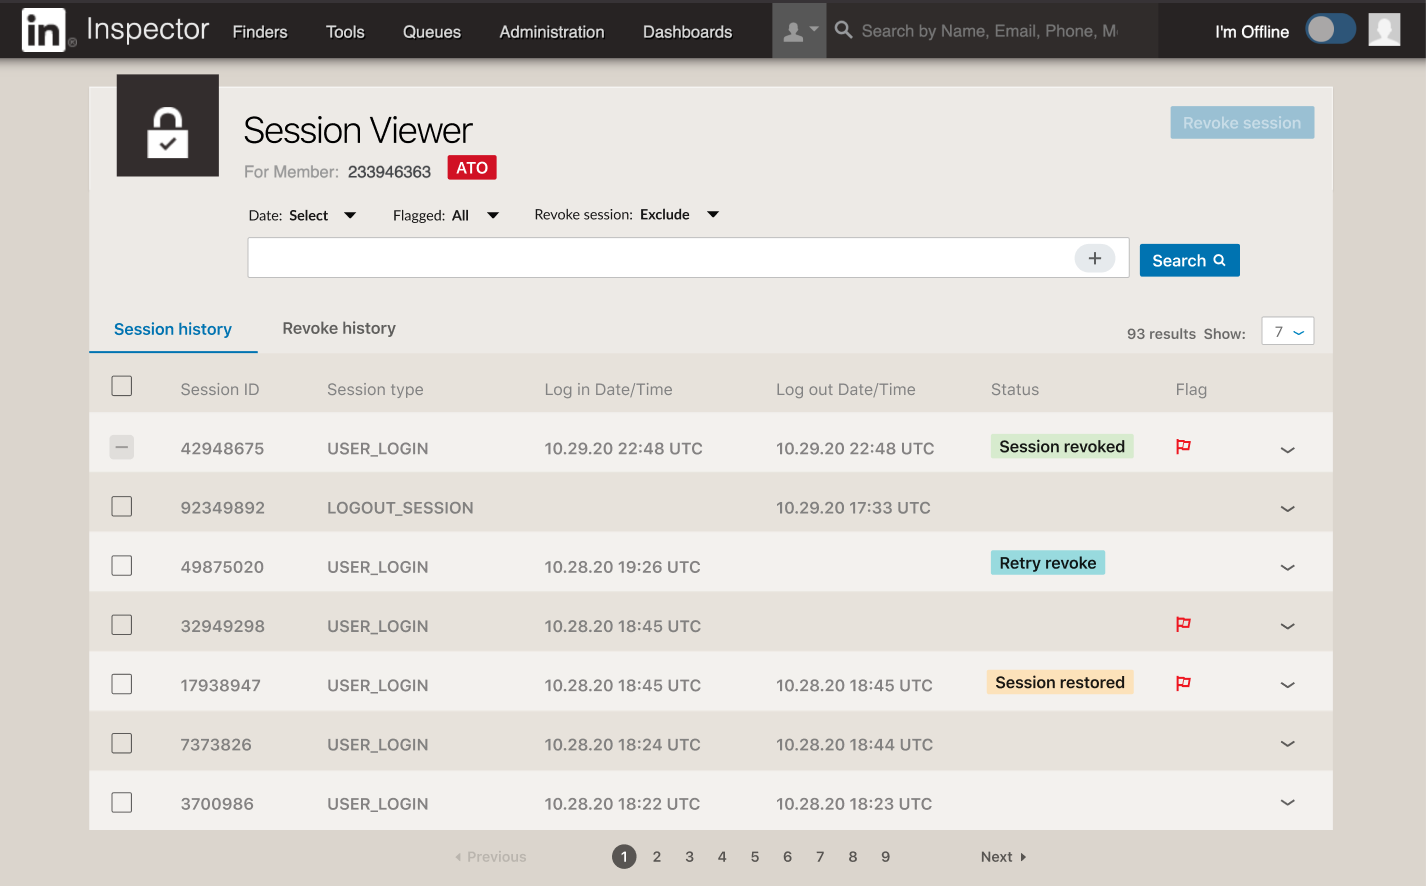 in® Inspector Finders Tools Queues Administration Dashboards Search by Name, Email, Phone, M I'm Offline
Session Viewer
Revoke session
For Member: 233946363 ATO
Date: Select Flagged: All Revoke session: Exclude
+ Search
Session history Revoke history 93 results Show: 7
Session ID Session type Log in Date/Time Log out Date/Time Status Flag
42948675 USER_LOGIN 10.29.20 22:48 UTC 10.29.20 22:48 UTC Session revoked
92349892 LOGOUT_SESSION 10.29.20 17:33 UTC
49875020 USER_LOGIN 10.28.20 19:26 UTC Retry revoke
32949298 USER_LOGIN 10.28.20 18:45 UTC
17938947 USER_LOGIN 10.28.20 18:45 UTC 10.28.20 18:45 UTC Session restored
7373826 USER_LOGIN 10.28.20 18:24 UTC 10.28.20 18:44 UTC
3700986 USER_LOGIN 10.28.20 18:22 UTC 10.28.20 18:23 UTC
Previous 1 2 3 4 5 6 7 8 9 Next